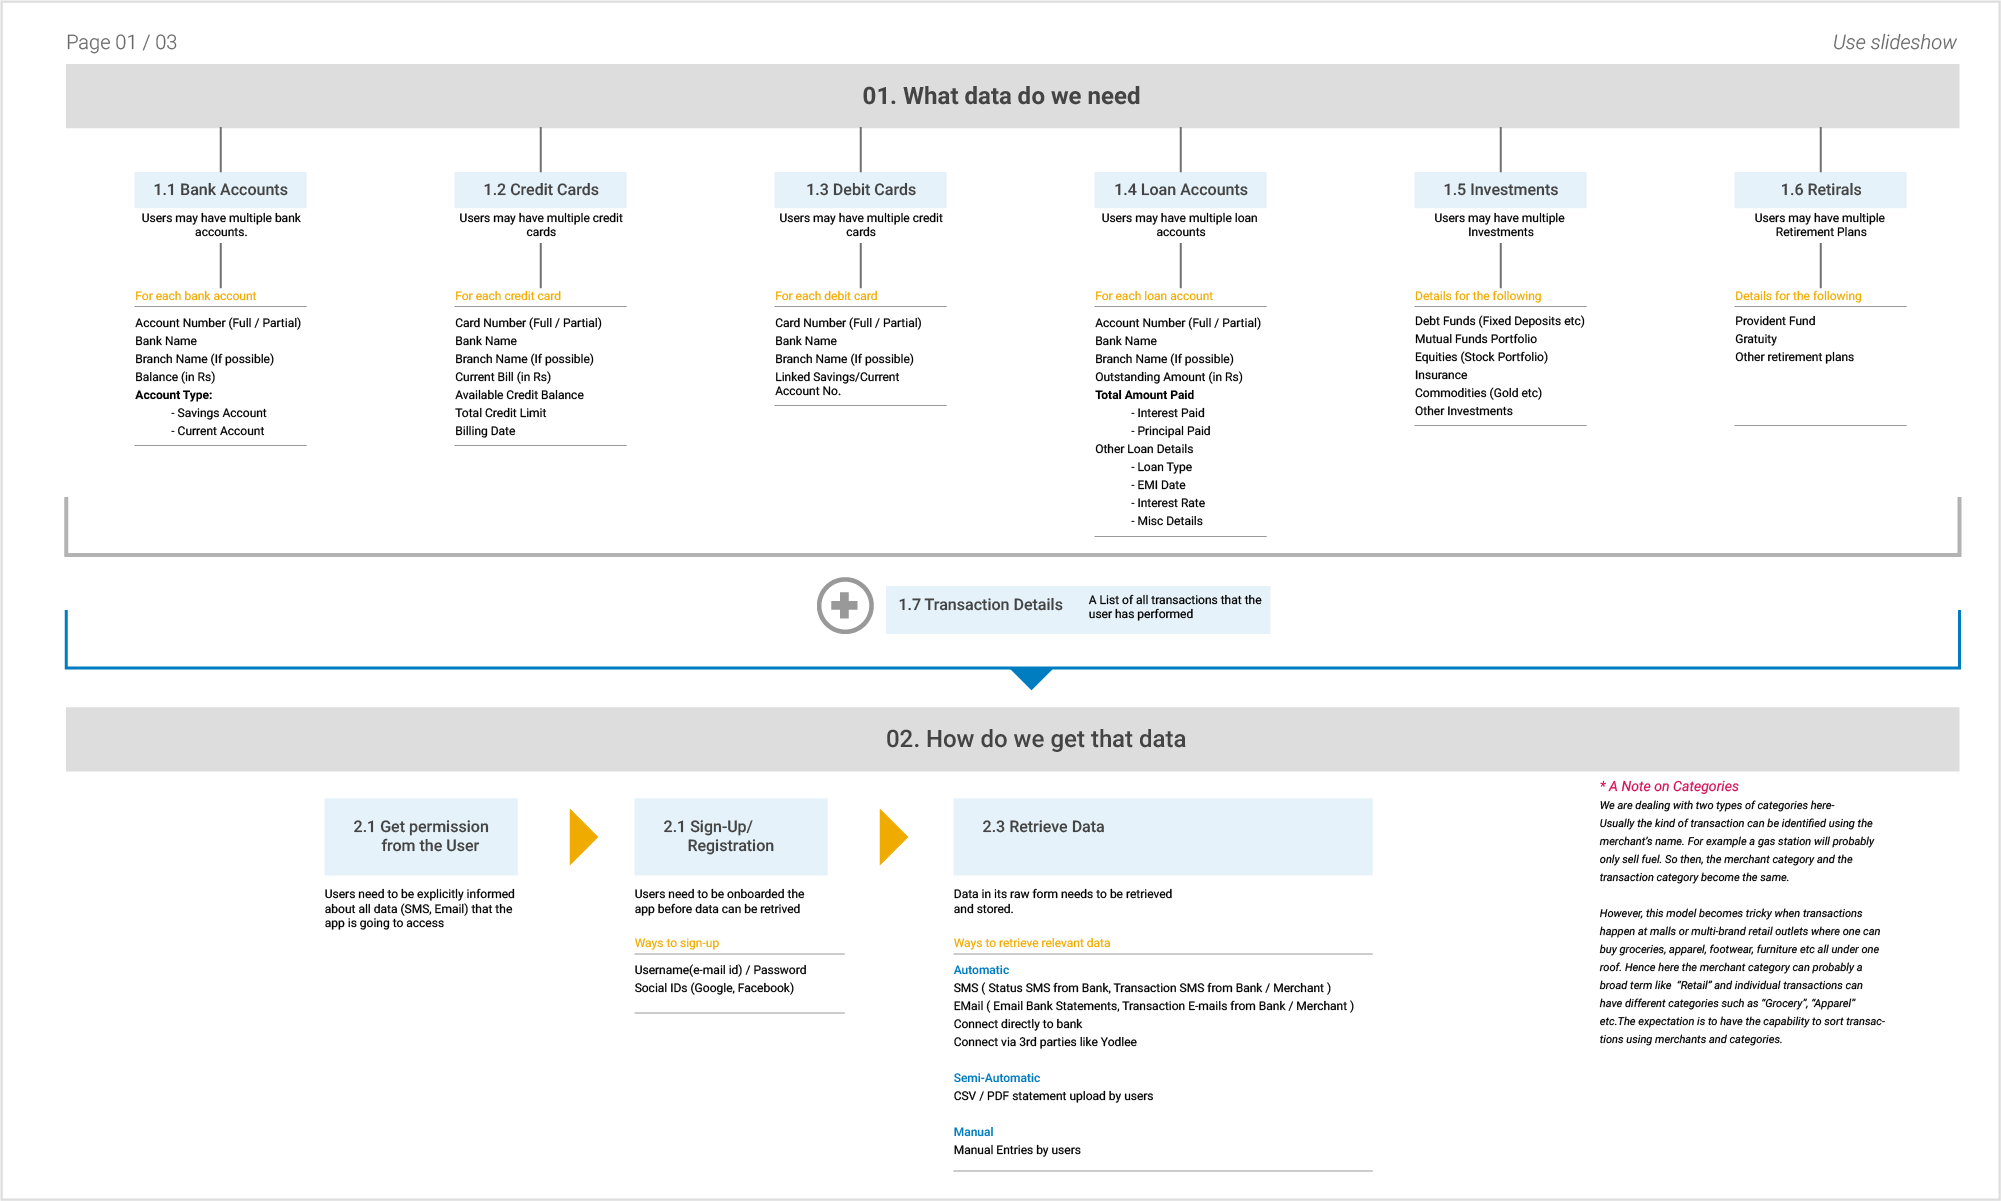 Page 01 / 03
Use slideshow
01. What data do we need
1.1 Bank Accounts
Users may have multiple bank
accounts.
For each bank account
Account Number (Full / Partial)
Bank Name
Branch Name (If possible)
Balance (in Rs)
Account Type:
- Savings Account
- Current Account
1.2 Credit Cards
Users may have multiple credit
cards
For each credit card
Card Number (Full / Partial)
Bank Name
Branch Name (If possible)
Current Bill (in Rs)
Available Credit Balance
Total Credit Limit
Billing Date
1.3 Debit Cards
Users may have multiple credit
cards
For each debit card
Card Number (Full / Partial)
Bank Name
Branch Name (If possible)
Linked Savings/Current
Account No.
1.4 Loan Accounts
Users may have multiple loan
accounts
For each loan account
Account Number (Full / Partial)
Bank Name
Branch Name (If possible)
Outstanding Amount (in Rs)
Total Amount Paid
- Interest Paid
- Principal Paid
Other Loan Details
- Loan Type
- EMI Date
- Interest Rate
- Misc Details
1.5 Investments
Users may have multiple
Investments
Details for the following
Debt Funds (Fixed Deposits etc)
Mutual Funds Portfolio
Equities (Stock Portfolio)
Insurance
Commodities (Gold etc)
Other Investments
1.6 Retirals
Users may have multiple
Retirement Plans
Details for the following
Provident Fund
Gratuity
Other retirement plans
1.7 Transaction Details
A List of all transactions that the
user has performed
02. How do we get that data
2.1 Get permission
from the User
Users need to be explicitly informed
about all data (SMS, Email) that the
app is going to access
2.1 Sign-Up/
Registration
Users need to be onboarded the
app before data can be retrived
Ways to sign-up
Username(e-mail id) / Password
Social IDs (Google, Facebook)
2.3 Retrieve Data
Data in its raw form needs to be retrieved
and stored.
Ways to retrieve relevant data
Automatic
SMS ( Status SMS from Bank, Transaction SMS from Bank / Merchant )
EMail ( Email Bank Statements, Transaction E-mails from Bank / Merchant )
Connect directly to bank
Connect via 3rd parties like Yodlee
Semi-Automatic
CSV / PDF statement upload by users
Manual
Manual Entries by users
* A Note on Categories
We are dealing with two types of categories here-
Usually the kind of transaction can be identified using the
merchant's name. For example a gas station will probably
only sell fuel. So then, the merchant category and the
transaction category become the same.
However, this model becomes tricky when transactions
happen at malls or multi-brand retail outlets where one can
buy groceries, apparel, footwear, furniture etc all under one
roof. Hence here the merchant category can probably a
broad term like "Retail" and individual transactions can
have different categories such as "Grocery", "Apparel"
etc.The expectation is to have the capability to sort transac-
tions using merchants and categories.